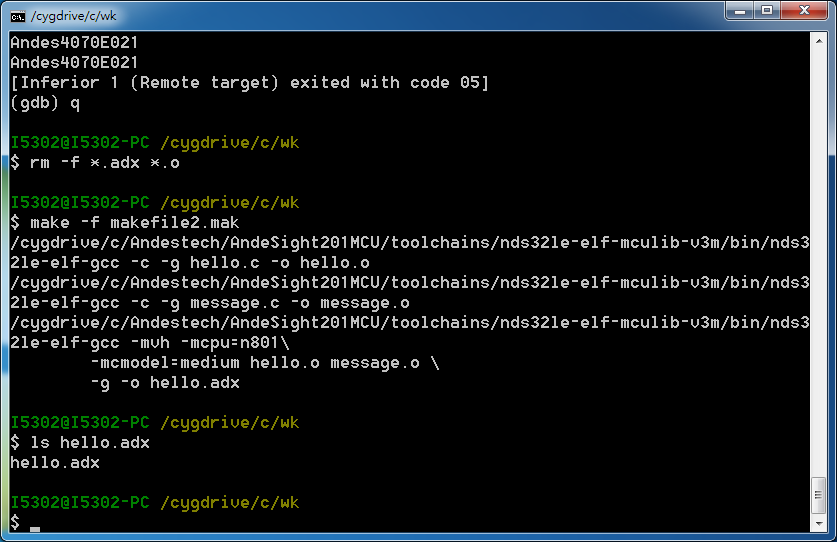 /cygdrive/c/wk
Andes4070E021
Andes4070E021
[Inferior 1 (Remote target) exited with code 05]
(gdb) q
I5302@I5302-PC /cygdrive/c/wk
$ rm -f *.adx *.o
I5302@I5302-PC /cygdrive/c/wk
$ make -f makefile2.mak
/cygdrive/c/Andestech/AndeSight201MCU/toolchains/nds32le-elf-mculib-v3m/bin/nds3
2le-elf-gcc -c -g hello.c -o hello.o
/cygdrive/c/Andestech/AndeSight201MCU/toolchains/nds32le-elf-mculib-v3m/bin/nds3
2le-elf-gcc -c -g message.c -o message.o
/cygdrive/c/Andestech/AndeSight201MCU/toolchains/nds32le-elf-mculib-v3m/bin/nds3
2le-elf-gcc -mvh -mcpu=n801\
        -mcmodel=medium hello.o message.o \
        -g -o hello.adx
I5302@I5302-PC /cygdrive/c/wk
$ ls hello.adx
hello.adx
I5302@I5302-PC /cygdrive/c/wk
$